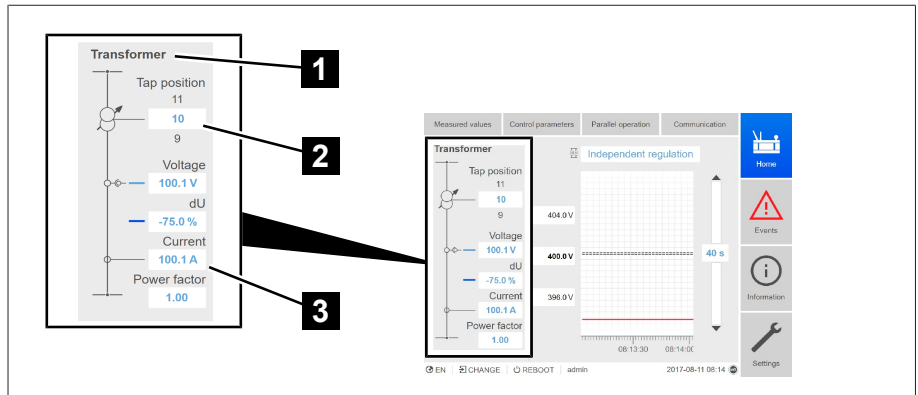 Transformer
Tap position
11
10
9
Voltage
100.1 V
dU
-75.0 %
Current
100.1 A
Power factor
1.00
1
2
3
Measured values
Control parameters
Parallel operation
Communication
Transformer
Tap position
11
10
9
Voltage
100.1 V
dU
-75.0 %
Current
100.1 A
Power factor
1.00
Independent regulation
404.0 V
400.0 V
396.0 V
40 s
08:13:30
08:14:00
Home
Events
Information
Settings
EN
CHANGE
REBOOT
admin
2017-08-11 08:14